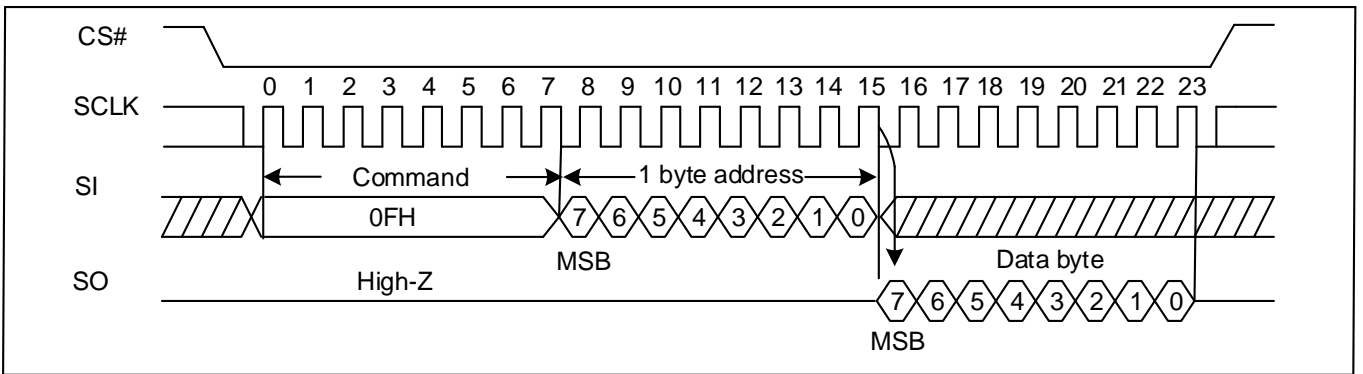 CS#
0 1 2 3 4 5 6 7 8 9 10 11 12 13 14 15 16 17 18 19 20 21 22 23
SCLK
Command 1 byte address
SI
0FH 7 6 5 4 3 2 1 0
MSB Data byte
SO High-Z
7 6 5 4 3 2 1 0
MSB